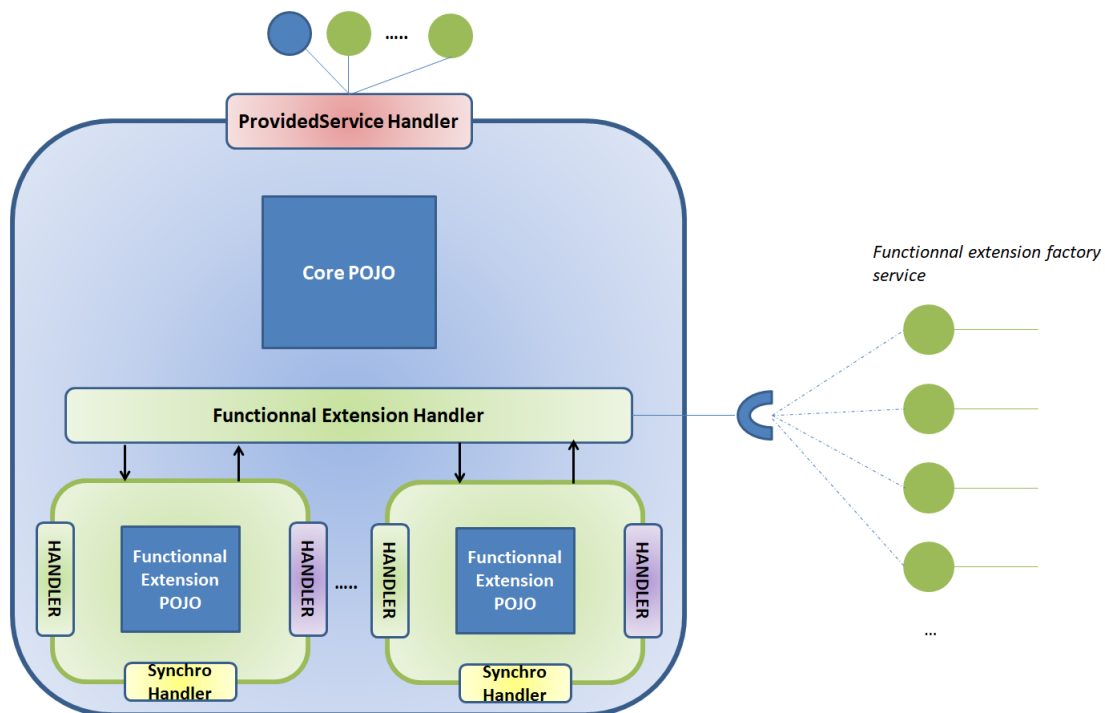 .....
ProvidedService Handler
Core POJO
Functionnal extension factory
service
Functionnal Extension Handler
HANDLER
Functionnal
Extension
POJO
HANDLER
.....
HANDLER
Functionnal
Extension
POJO
HANDLER
Synchro
Handler
Synchro
Handler
...